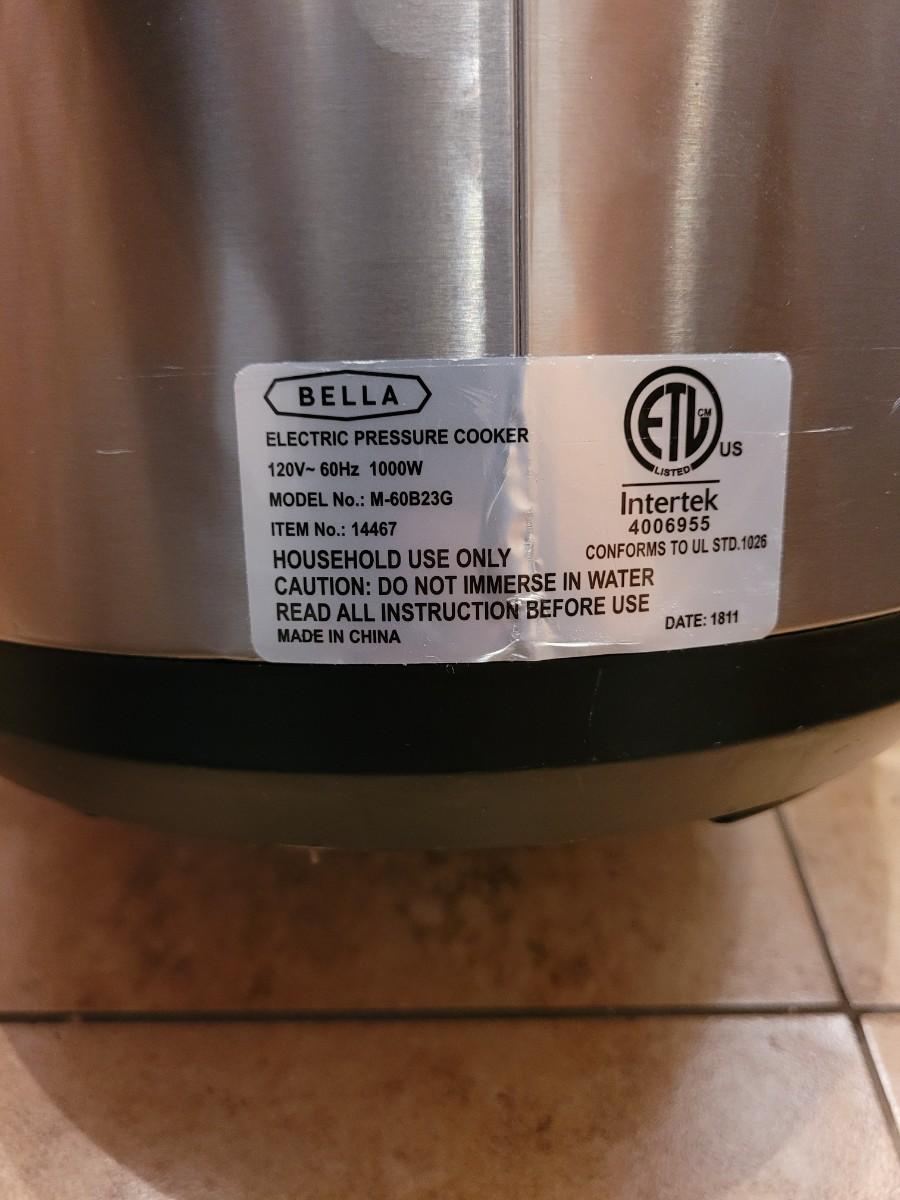 BELLA
ELECTRIC PRESSURE COOKER
120V~ 60Hz 1000W
MODEL No.: M-60B23G
ITEM No.: 14467
HOUSEHOLD USE ONLY
CAUTION: DO NOT IMMERSE IN WATER
READ ALL INSTRUCTION BEFORE USE
MADE IN CHINA
ETL CM
LISTED
US
Intertek
4006955
CONFORMS TO UL STD.1026
DATE: 1811